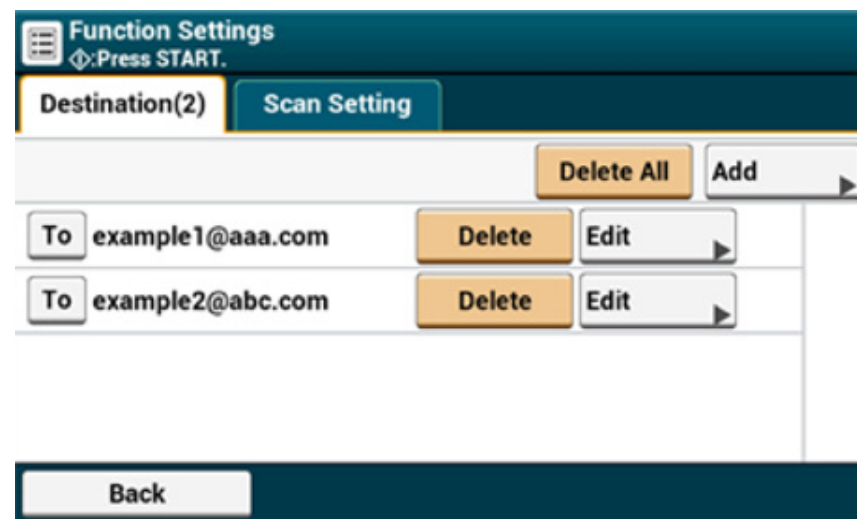 Function Settings
:Press START.
Destination(2) Scan Setting
Delete All Add
To example1@aaa.com Delete Edit
To example2@abc.com Delete Edit
Back